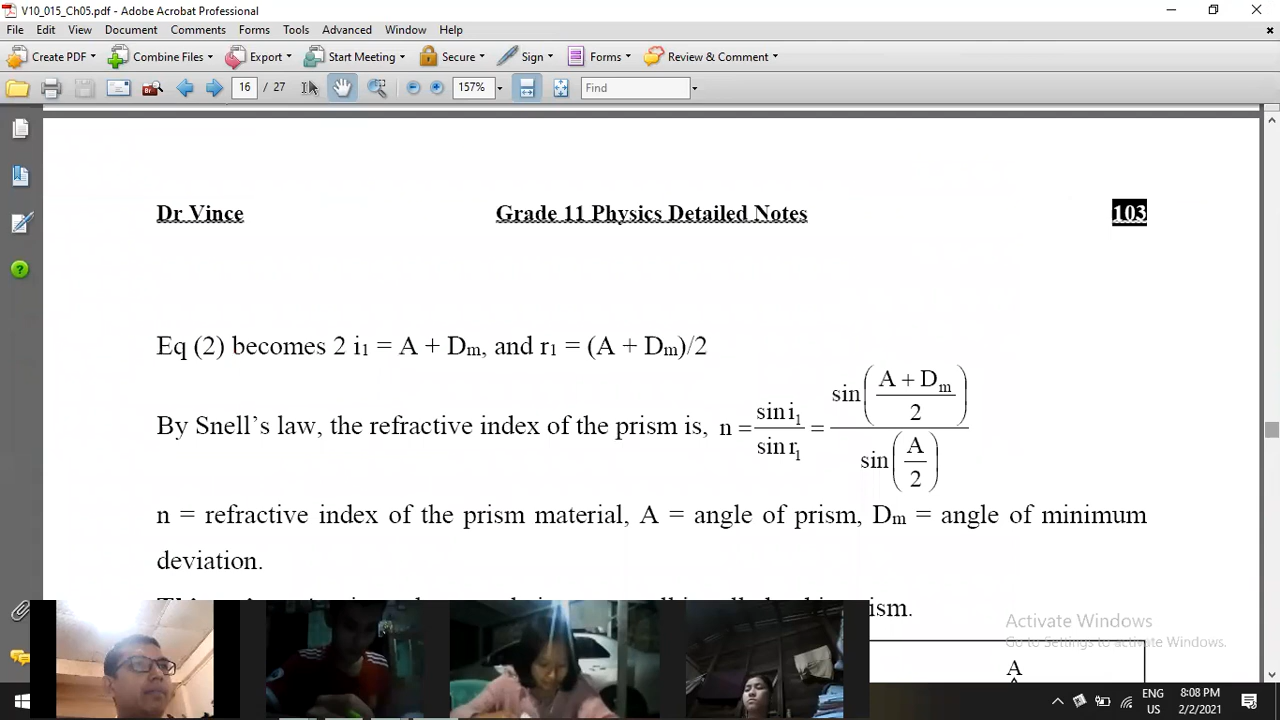 V10_015_Ch05.pdf - Adobe Acrobat Professional
File Edit View Document Comments Forms Tools Advanced Window Help
Create PDF Combine Files Export Start Meeting Secure Sign Forms Review & Comment
16 / 27 157% Find
Dr Vince Grade 11 Physics Detailed Notes 103
Eq (2) becomes 2 i₁ = A + Dₘ, and r₁ = (A + Dₘ)/2
By Snell's law, the refractive index of the prism is, n = sin i₁ / sin r₁ = sin((A + Dₘ)/2) / sin(A/2)
n = refractive index of the prism material, A = angle of prism, Dₘ = angle of minimum
deviation.
Activate Windows
Go to Settings to activate Windows.
A
ENG 8:08 PM
US 2/2/2021